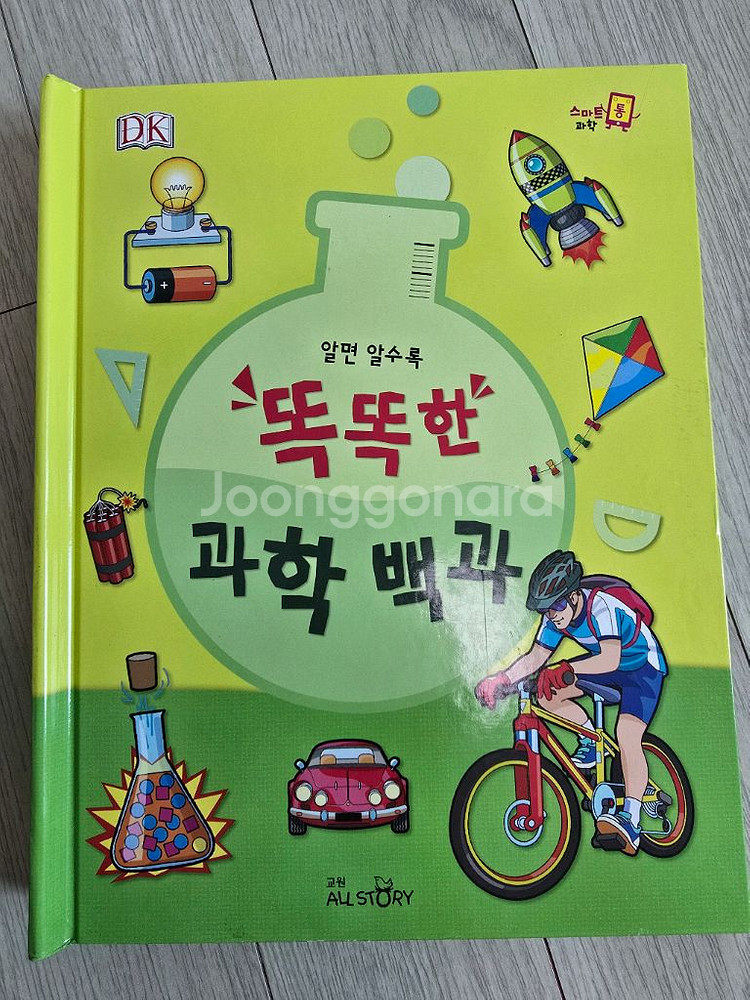 DK
스마트
과학
통
알면 알수록
똑똑한
Joonggonara
과학 백과
+ -
교원
ALL STORY